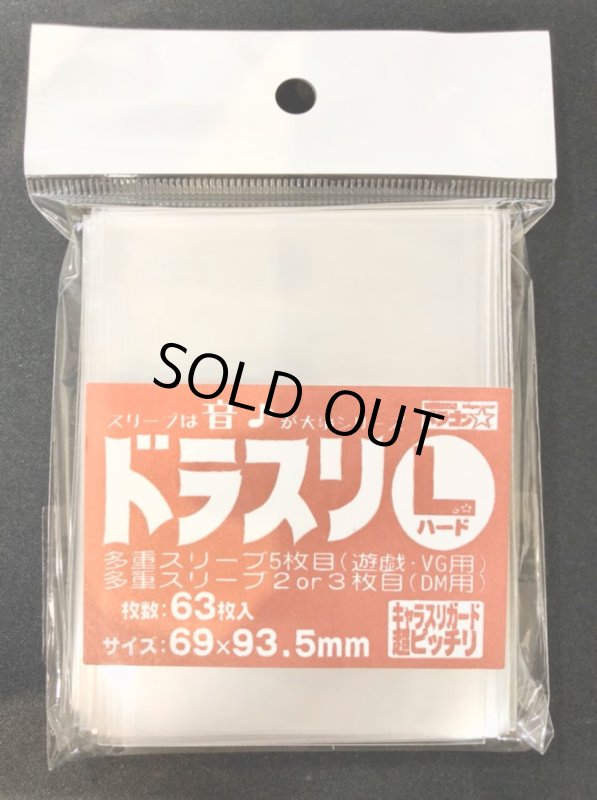 SOLD OUT
スリーブは音♪が大
ドラスリ L
ハード
多重スリーブ5枚目(遊戯・VG用)
多重スリーブ2or3枚目(DM用)
枚数:63枚入
サイズ:69×93.5mm
キャラスリガード
超ピッチリ